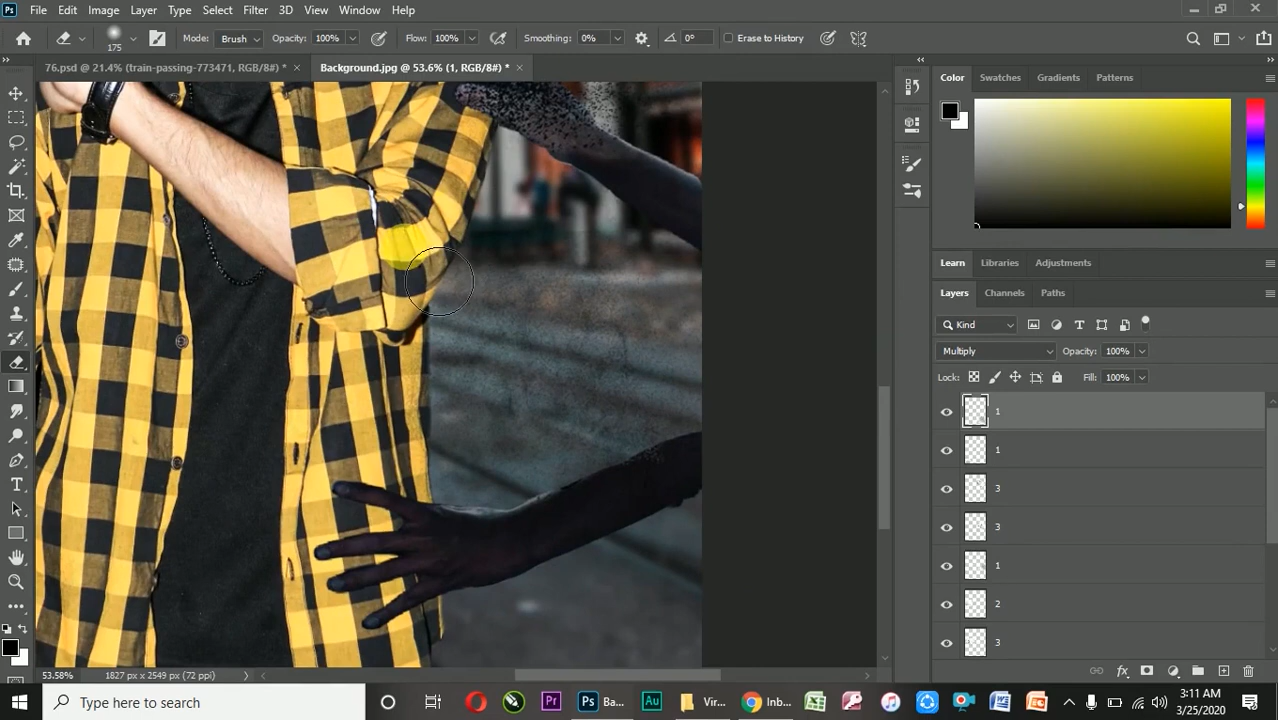 Ps File Edit Image Layer Type Select Filter 3D View Window Help
175 Mode: Brush Opacity: 100% Flow: 100% Smoothing: 0% 0° Erase to History
76.psd @ 21.4% (train-passing-773471, RGB/8#) * Background.jpg @ 53.6% (1, RGB/8#) *
Color Swatches Gradients Patterns
Learn Libraries Adjustments
Layers Channels Paths
Kind
Multiply Opacity: 100%
Lock: Fill: 100%
1
1
3
3
1
2
3
53.58% 1827 px x 2549 px (72 ppi)
Type here to search
Pr Ps Ba... Au Vir... Inb...
3:11 AM
3/25/2020